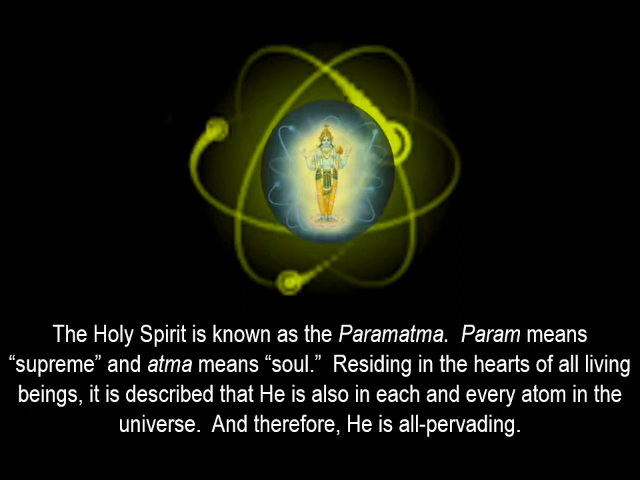 The Holy Spirit is known as the Paramatma.  Param means
“supreme” and atma means “soul.”  Residing in the hearts of all living
beings, it is described that He is also in each and every atom in the
universe.  And therefore, He is all-pervading.